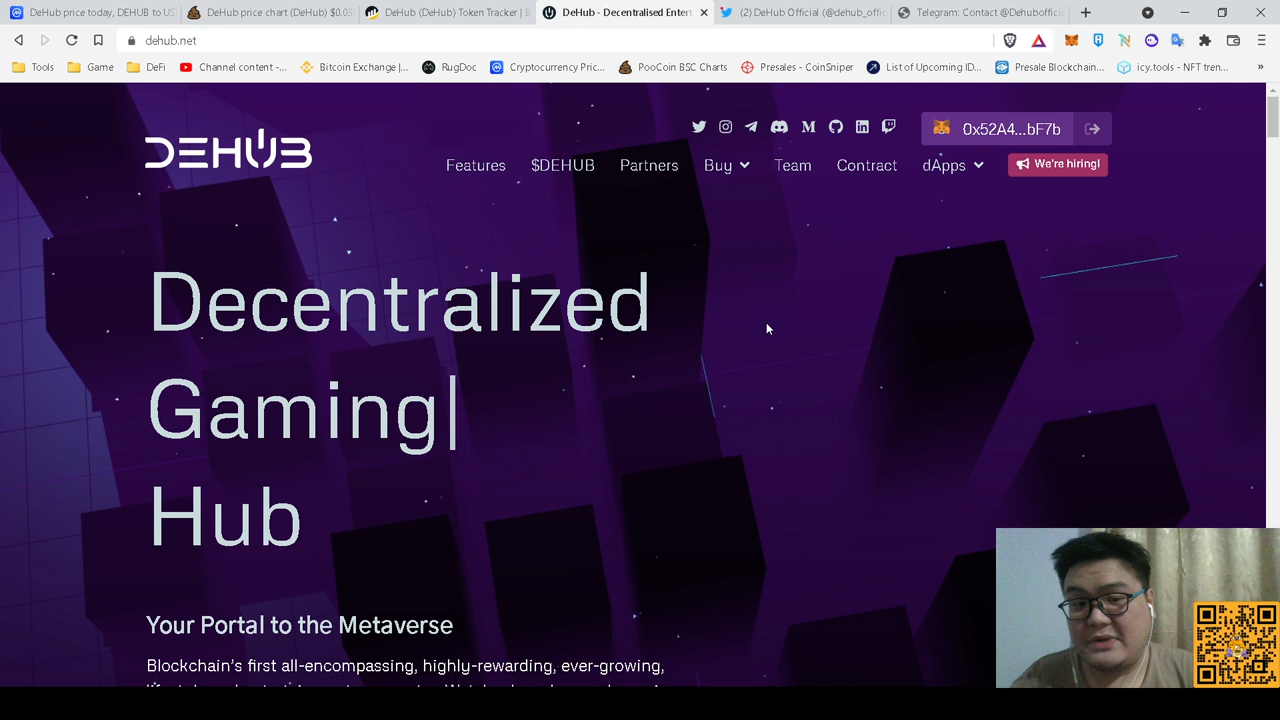 DeHub price today, DEHUB to US
DeHub price chart (DeHub) $0.03
DeHub (DeHub) Token Tracker | B
DeHub - Decentralised Entert
(2) DeHub Official (@dehub_offic
Telegram: Contact @Dehubofficia
dehub.net
Tools
Game
DeFi
Channel content -...
Bitcoin Exchange |...
RugDoc
Cryptocurrency Pric...
PooCoin BSC Charts
Presales - CoinSniper
List of Upcoming ID...
Presale Blockchain...
icy.tools - NFT tren...
»
DEHUB
0x52A4...bF7b
Features
$DEHUB
Partners
Buy
Team
Contract
dApps
We're hiring!
Decentralized
Gaming|
Hub
Your Portal to the Metaverse
Blockchain's first all-encompassing, highly-rewarding, ever-growing,